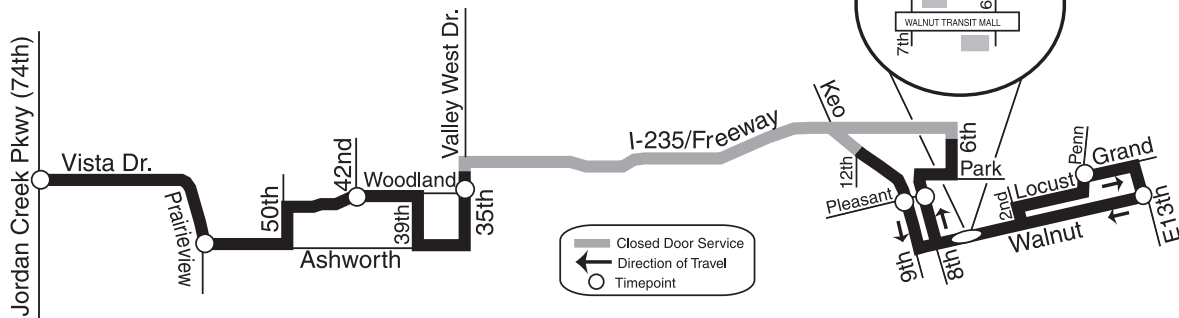 Jordan Creek Pkwy (74th)
Vista Dr.
Prairieview
50th
42nd
Woodland
39th
Ashworth
Valley West Dr.
35th
I-235/Freeway
Keo
12th
Pleasant
9th
8th
6th
Park
7th
6
WALNUT TRANSIT MALL
2nd
Locust
Penn
Grand
Walnut
E13th
Closed Door Service
Direction of Travel
Timepoint